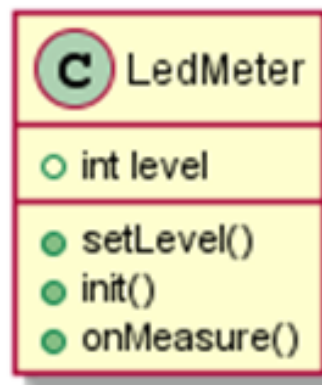 C LedMeter
int level
setLevel()
init()
onMeasure()